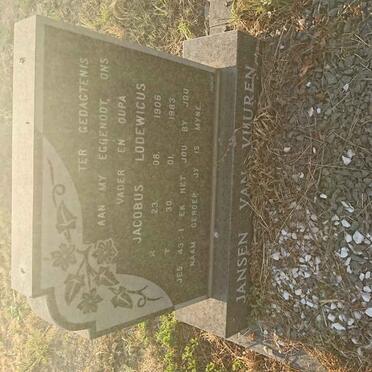 TER GEDAGTENIS
AAN MY EGGENOOT, ONS
VADER EN OUPA
JACOBUS LODEWICUS
* 23. 08. 1906
† 30. 01. 1983
JES 43-1 EK HET JOU BY JOU
NAAM GEROEP JY IS MYNE
JANSEN VAN VUUREN